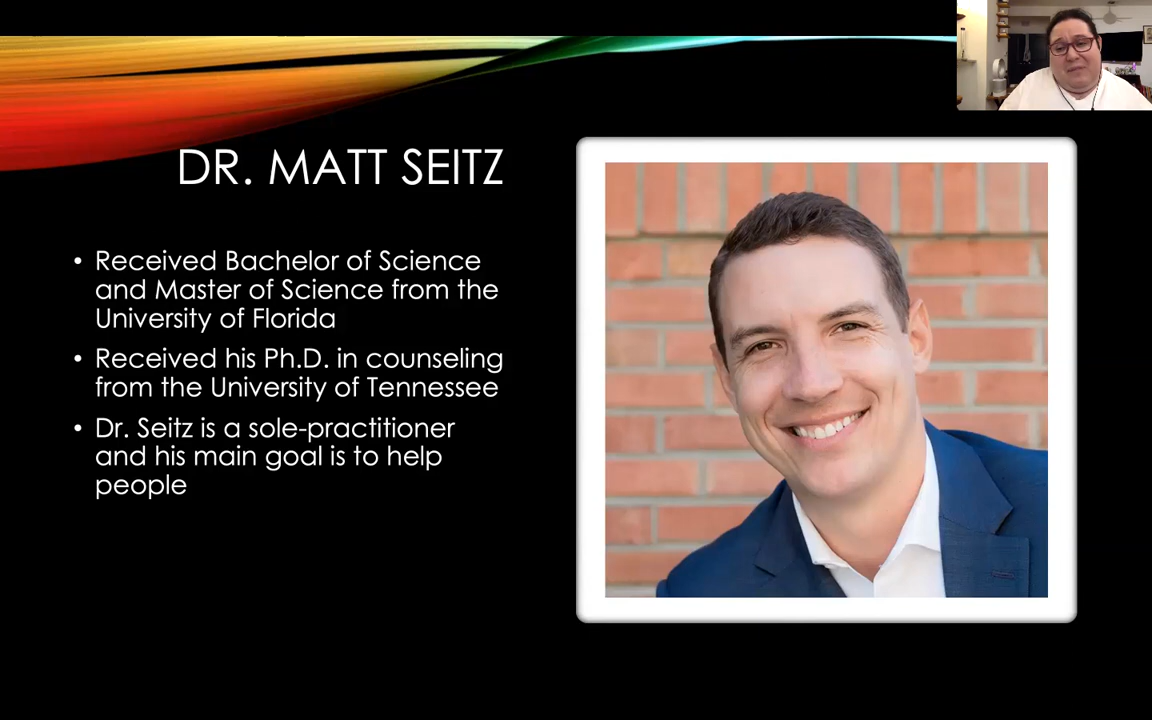 DR. MATT SEITZ
• Received Bachelor of Science
and Master of Science from the
University of Florida
• Received his Ph.D. in counseling
from the University of Tennessee
• Dr. Seitz is a sole-practitioner
and his main goal is to help
people